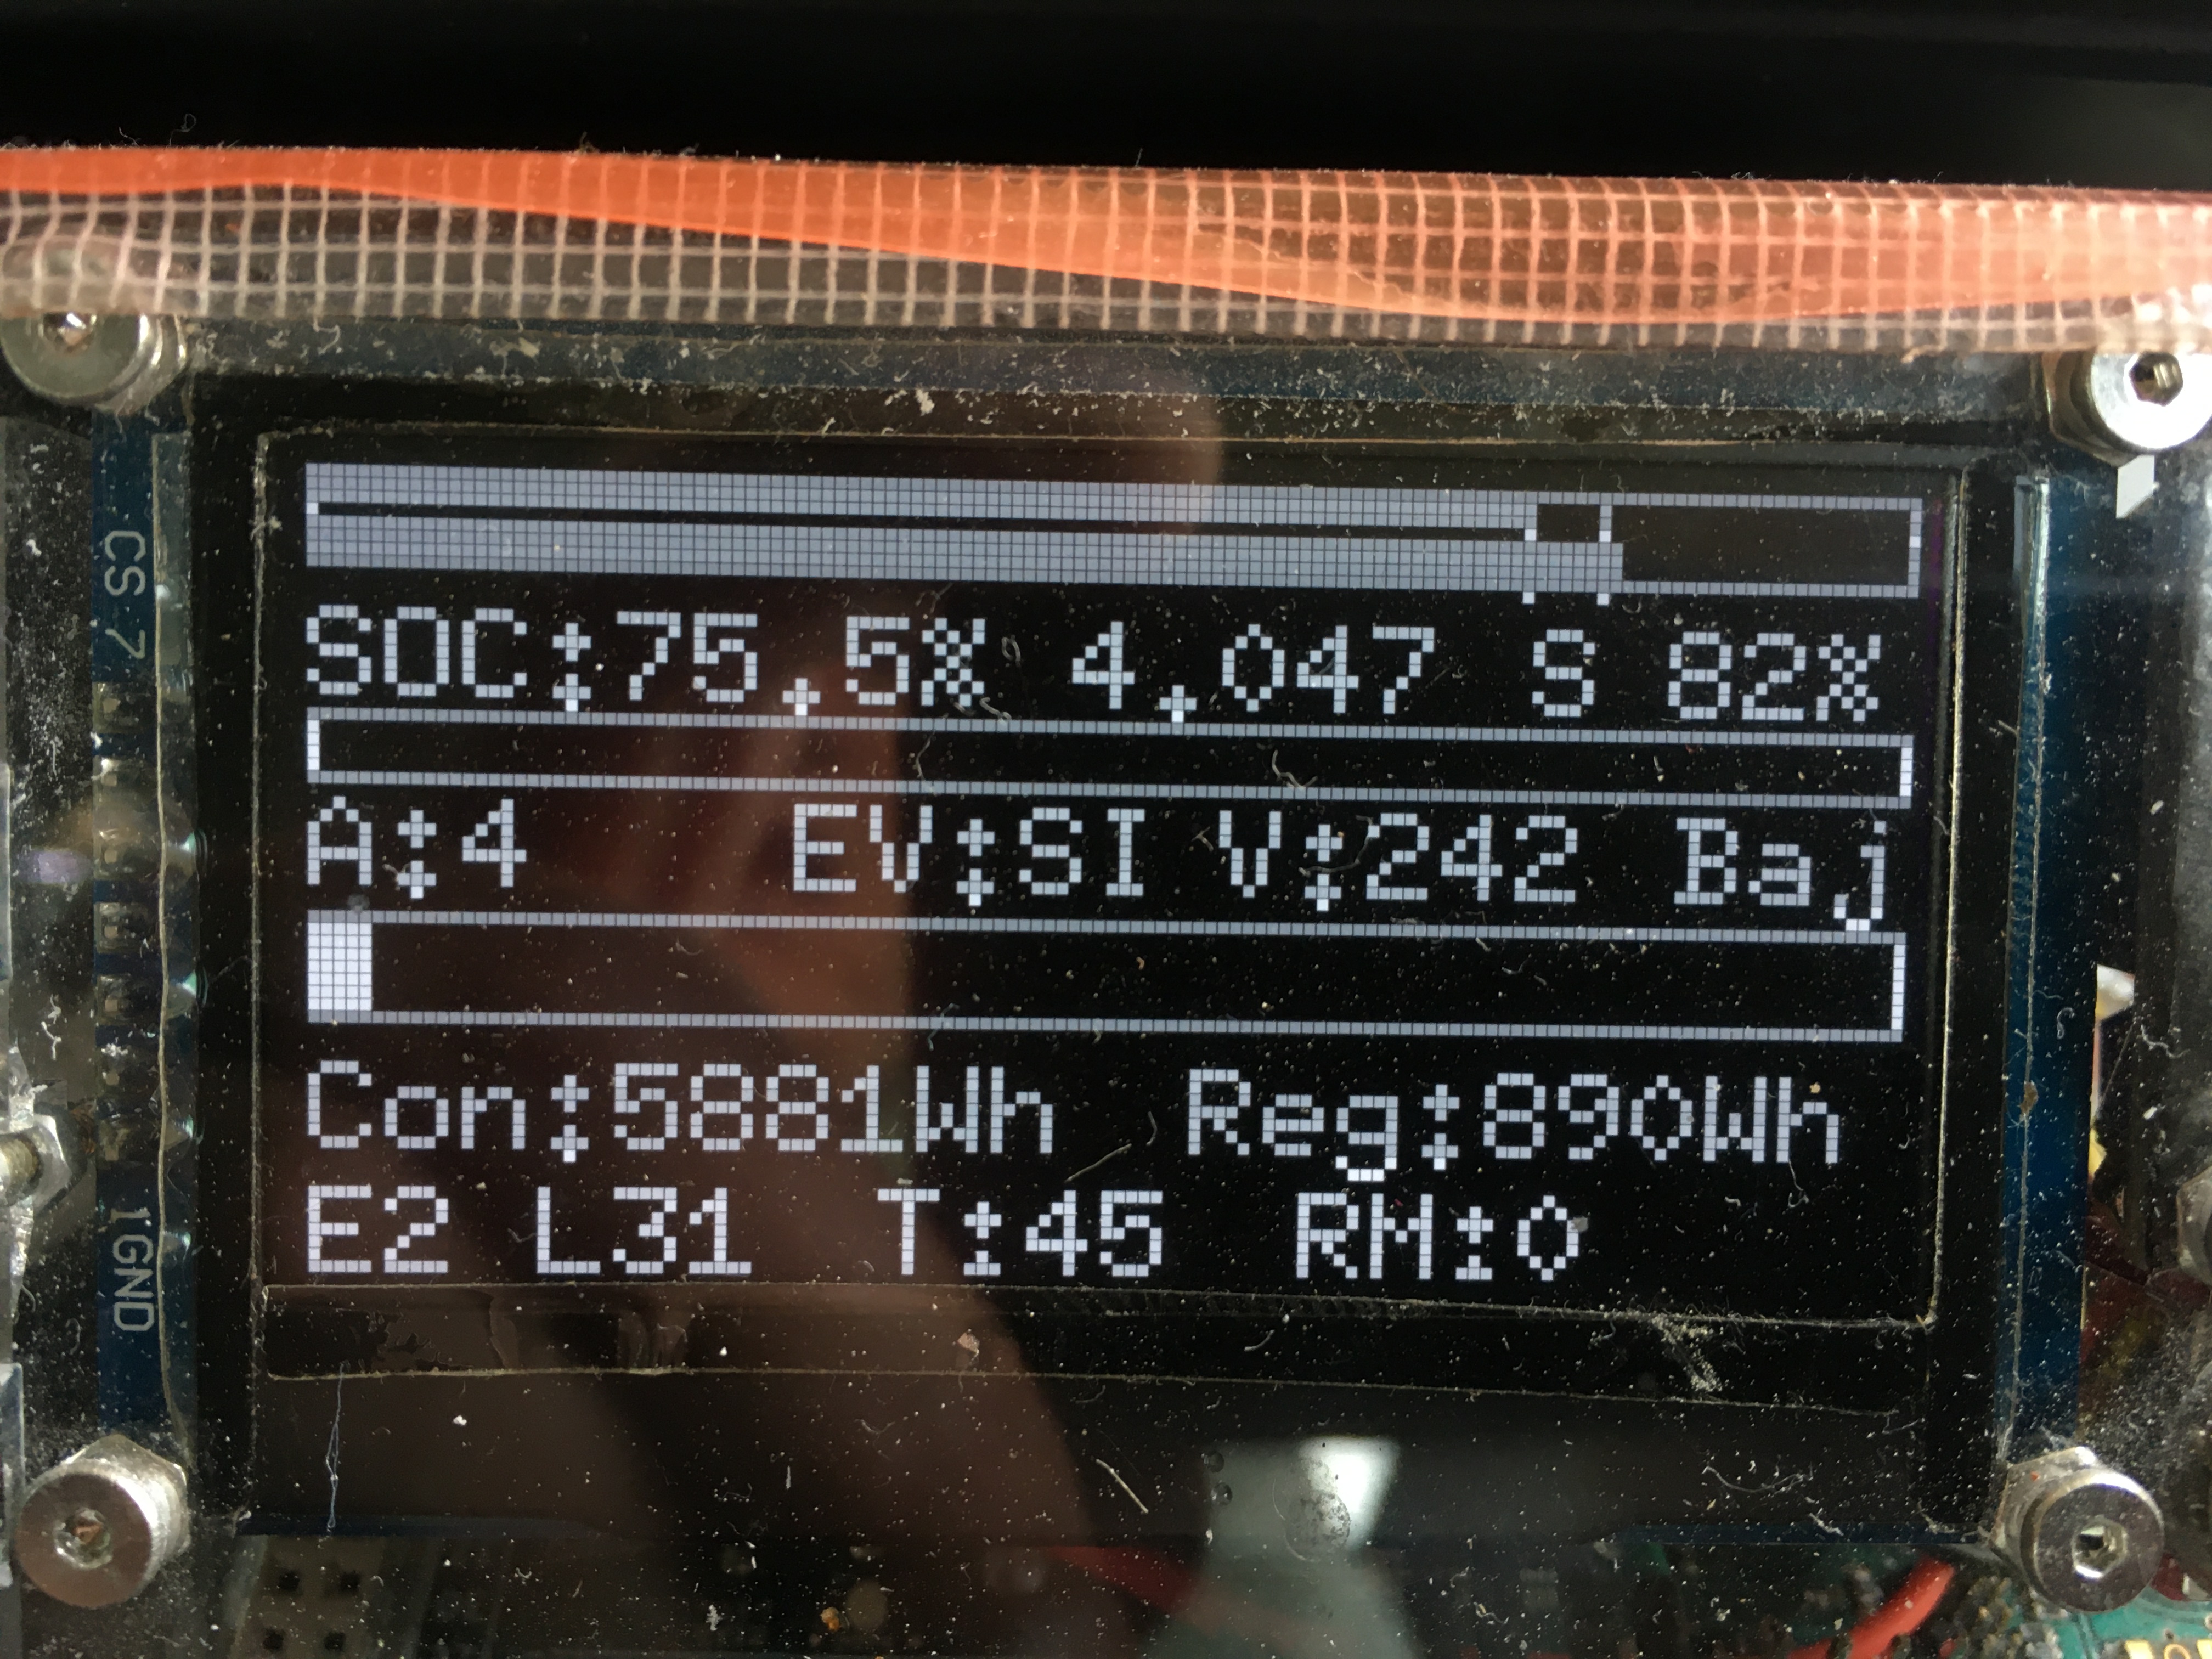 SOC:75.5% 4.047 S 82%
A:4 EV:SI V:242 Baj
Con:5881Wh Reg:890Wh
E2 L31 T:45 RM:0
CS 7
1GND